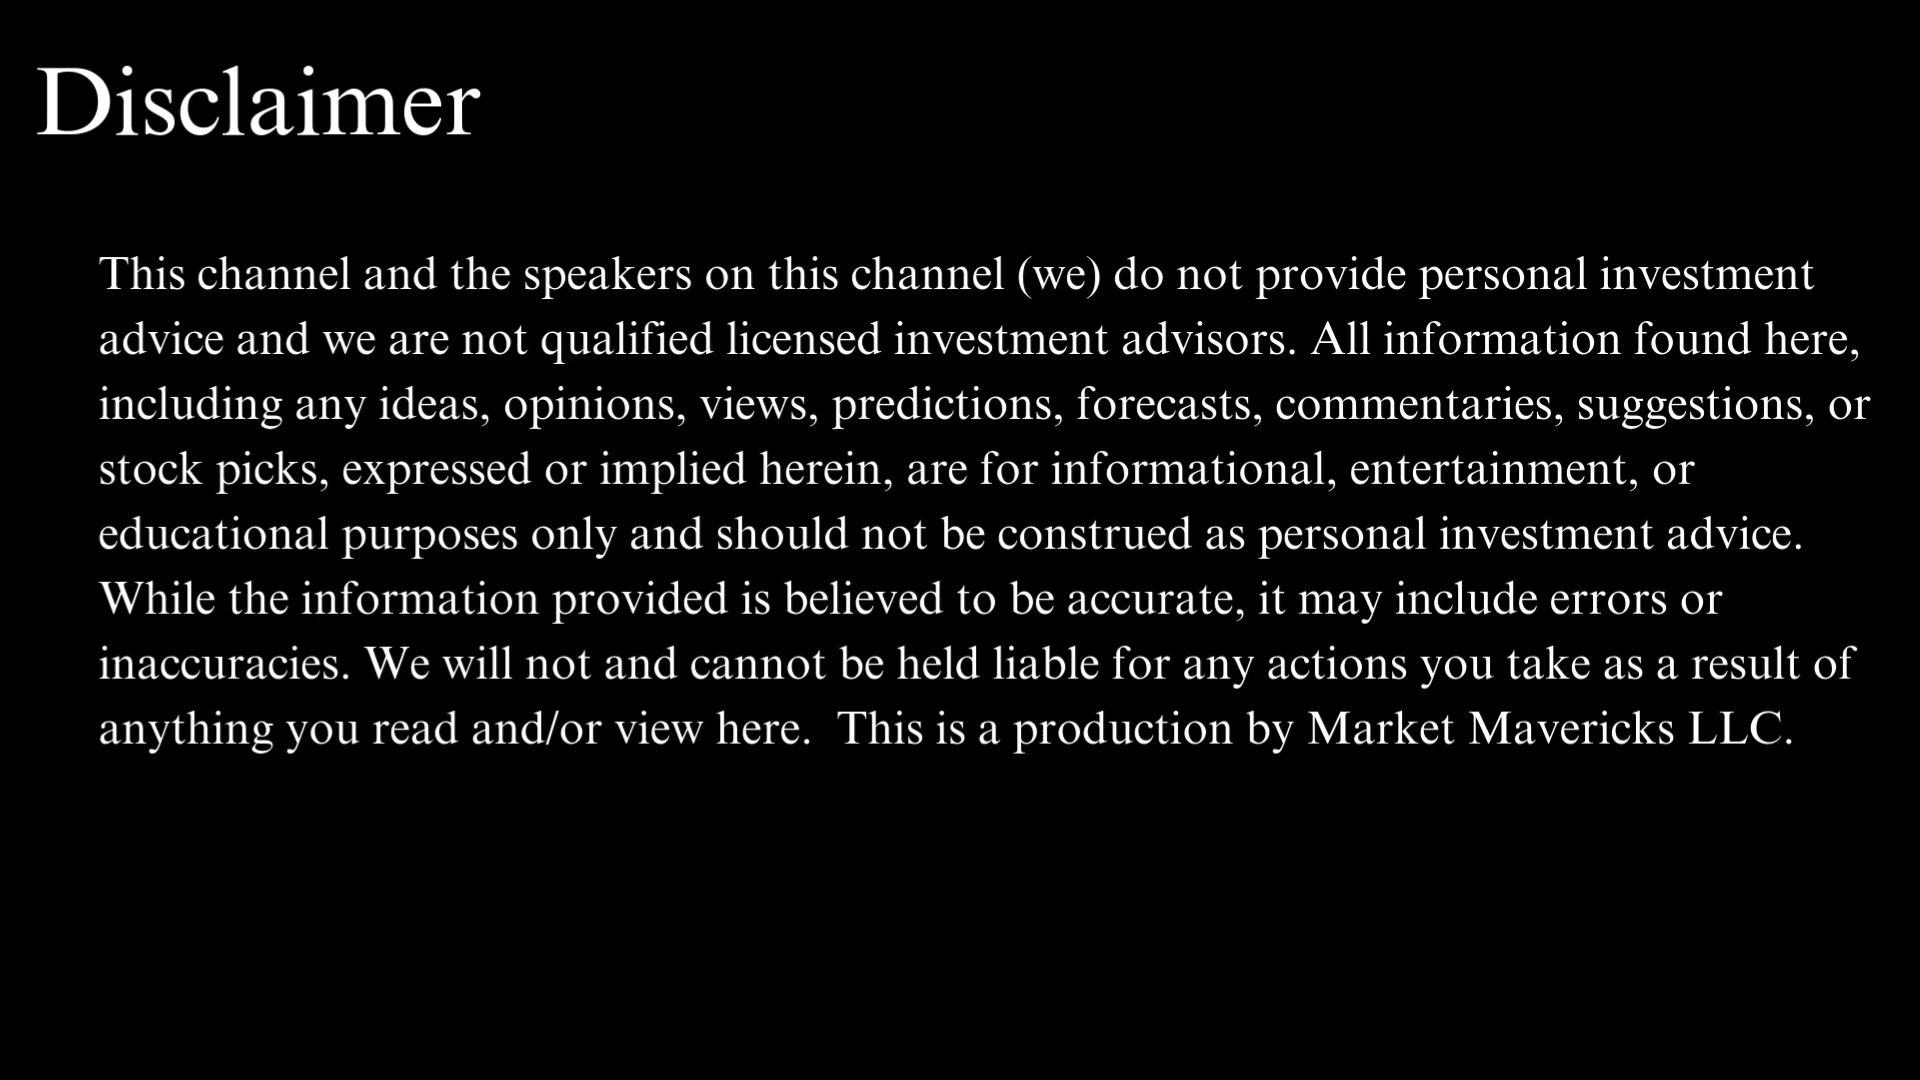 Disclaimer
This channel and the speakers on this channel (we) do not provide personal investment
advice and we are not qualified licensed investment advisors. All information found here,
including any ideas, opinions, views, predictions, forecasts, commentaries, suggestions, or
stock picks, expressed or implied herein, are for informational, entertainment, or
educational purposes only and should not be construed as personal investment advice.
While the information provided is believed to be accurate, it may include errors or
inaccuracies. We will not and cannot be held liable for any actions you take as a result of
anything you read and/or view here.  This is a production by Market Mavericks LLC.